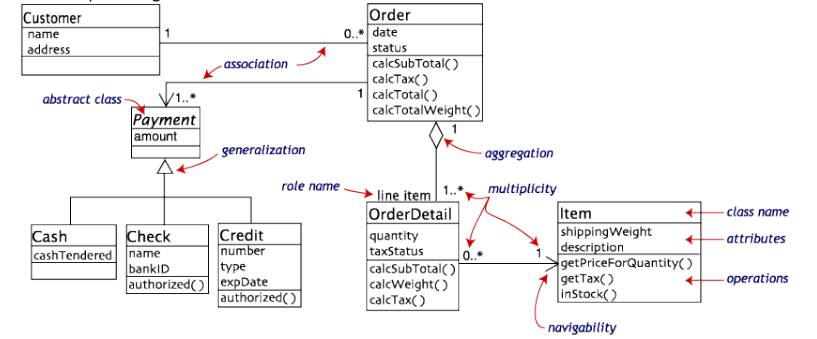 Customer
name
address
1
0..*
Order
date
status
calcSubTotal()
calcTax()
calcTotal()
calcTotalWeight()
association
1
1..*
abstract class
Payment
amount
generalization
1
aggregation
role name
line item
1..*
multiplicity
Cash
cashTendered
Check
name
bankID
authorized()
Credit
number
type
expDate
authorized()
OrderDetail
quantity
taxStatus
calcSubTotal()
calcWeight()
calcTax()
0..*
1
Item
shippingWeight
description
getPriceForQuantity()
getTax()
inStock()
class name
attributes
operations
navigability